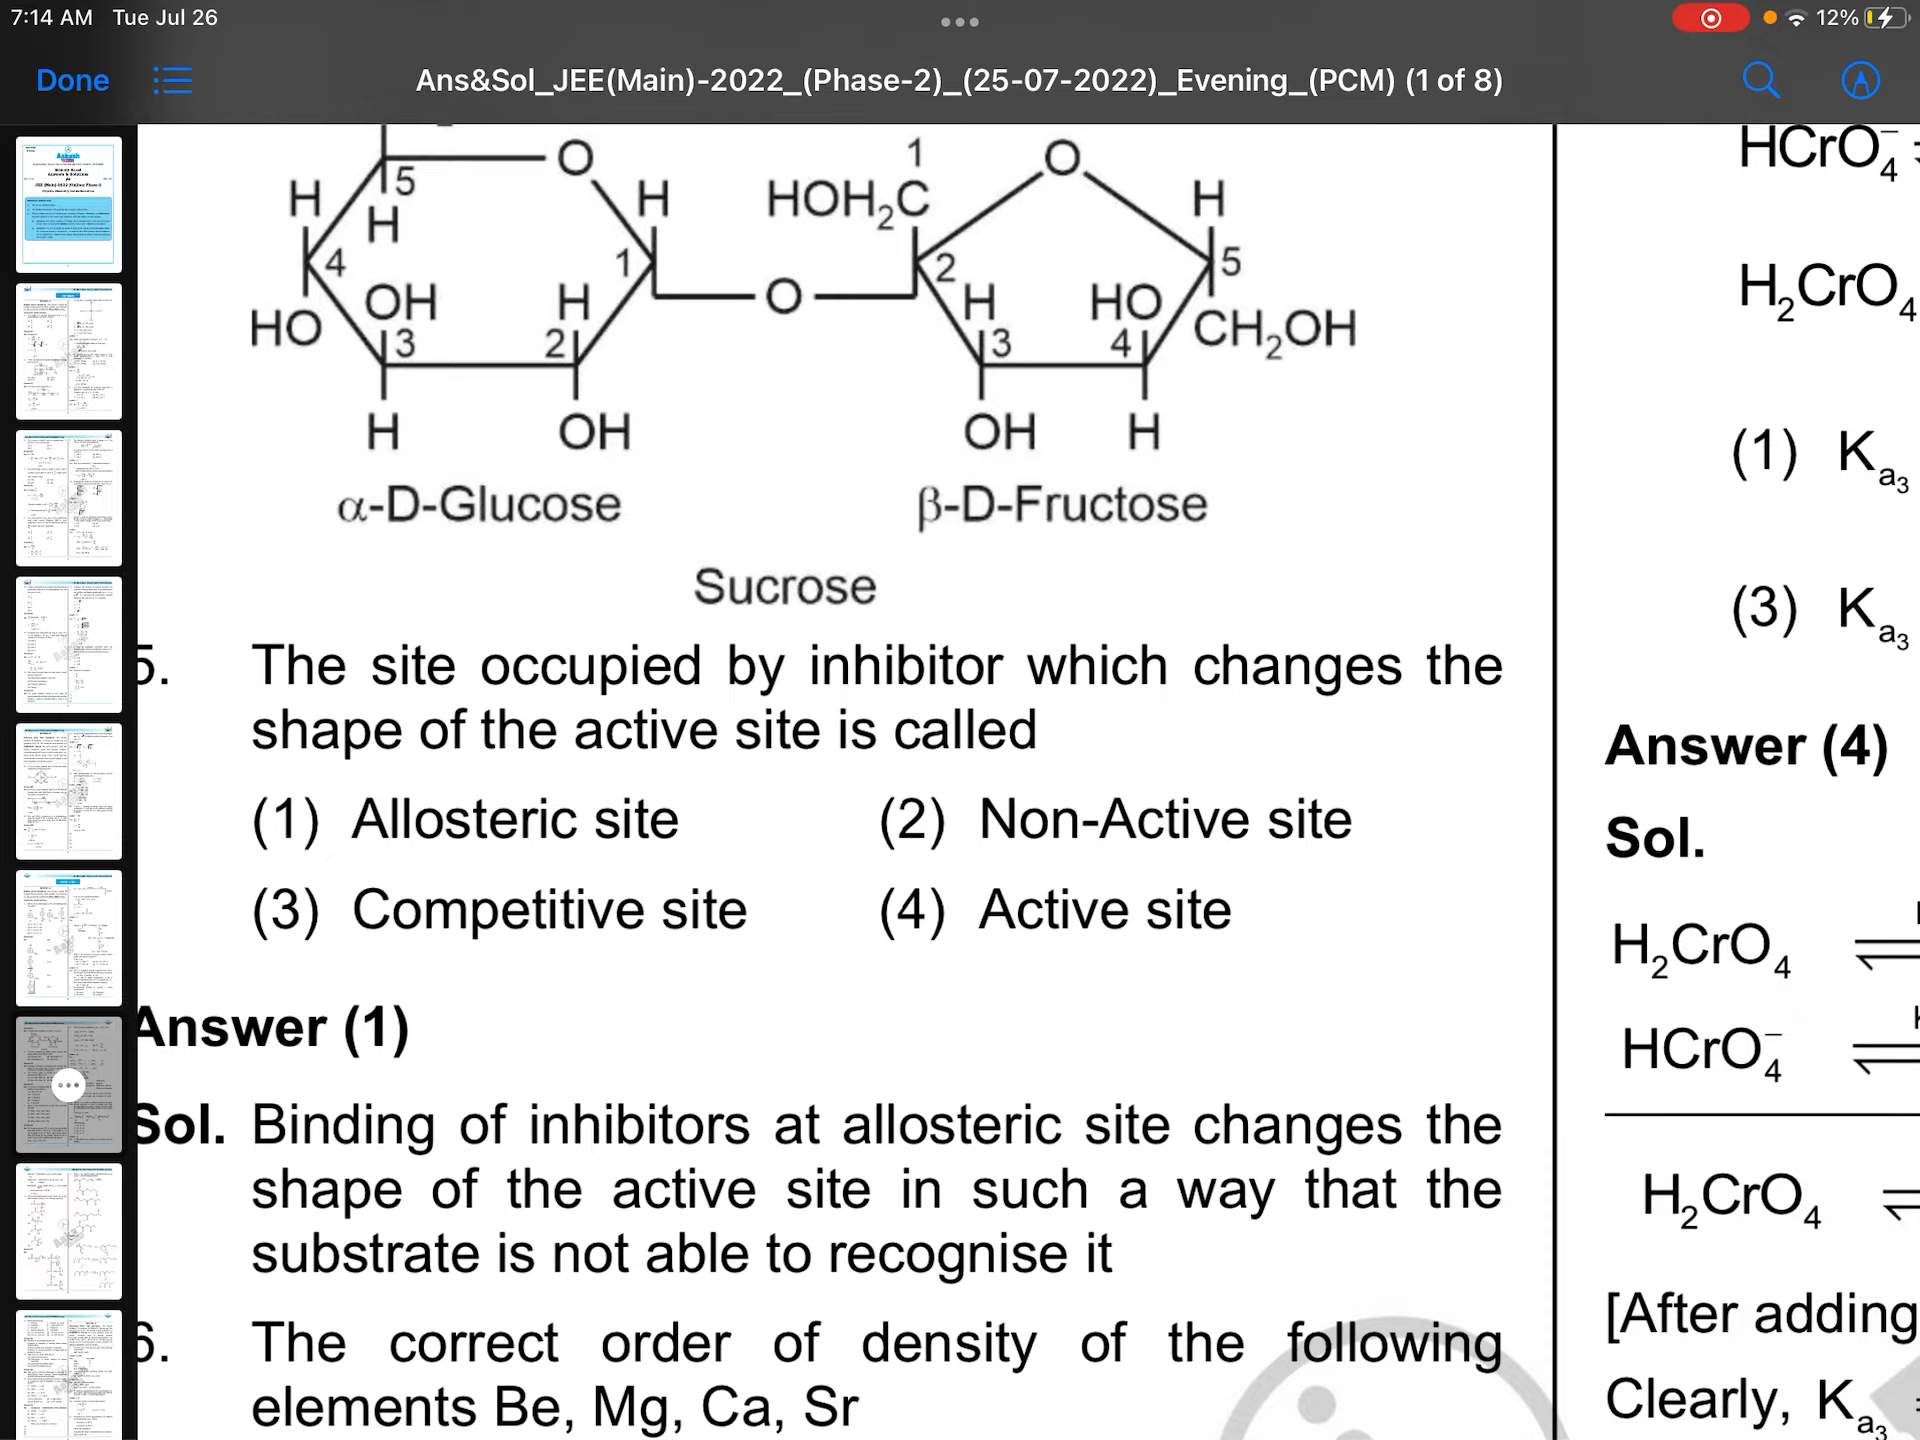 7:14 AM Tue Jul 26
12%
Done
Ans&Sol_JEE(Main)-2022_(Phase-2)_(25-07-2022)_Evening_(PCM) (1 of 8)
O
5
H
H
H
4
1
OH
H
HO
3
2
H
OH
O
1
HOH₂C
O
H
2
5
H
HO
CH₂OH
3
4
OH
H
α-D-Glucose
β-D-Fructose
Sucrose
5. The site occupied by inhibitor which changes the
shape of the active site is called
(1) Allosteric site (2) Non-Active site
(3) Competitive site (4) Active site
Answer (1)
Sol. Binding of inhibitors at allosteric site changes the
shape of the active site in such a way that the
substrate is not able to recognise it
6. The correct order of density of the following
elements Be, Mg, Ca, Sr
HCrO₄⁻
H₂CrO₄
(1) Kₐ₃
(3) Kₐ₃
Answer (4)
Sol.
H₂CrO₄ ⇌
HCrO₄⁻ ⇌
H₂CrO₄ ⇌
[After adding
Clearly, Kₐ₃